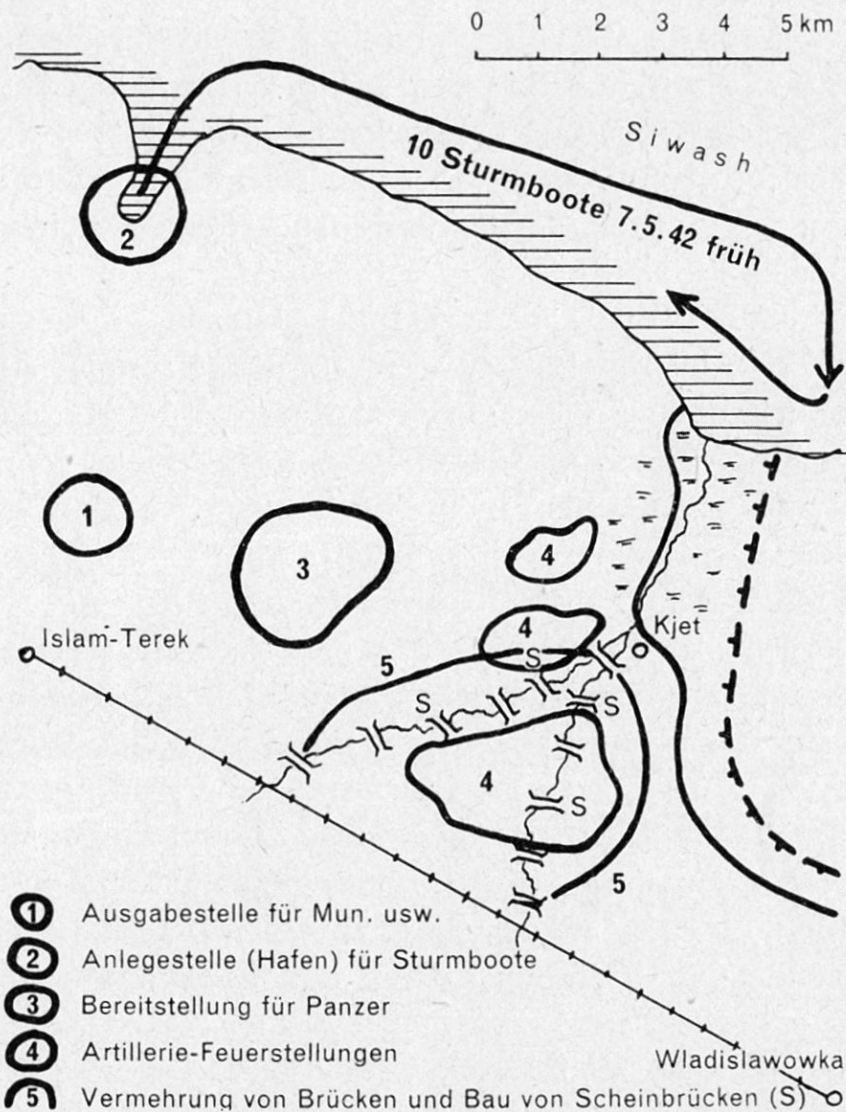 0 1 2 3 4 5 km
Siwash
10 Sturmboote 7.5.42 früh
2
1
3
4
Islam-Terek
4
Kjet
5
S
S
S
4
S
5
1 Ausgabestelle für Mun. usw.
2 Anlegestelle (Hafen) für Sturmboote
3 Bereitstellung für Panzer
4 Artillerie-Feuerstellungen
Wladislawowka
5 Vermehrung von Brücken und Bau von Scheinbrücken (S)